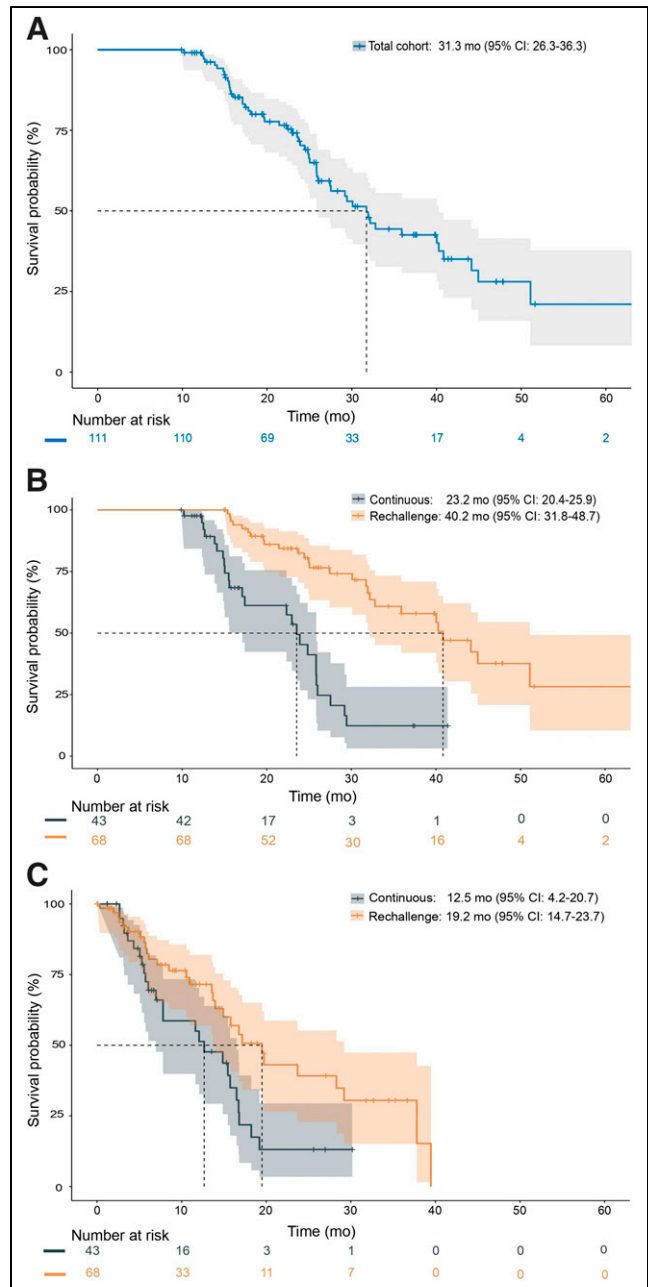 A
Total cohort: 31.3 mo (95% CI: 26.3-36.3)
Survival probability (%)
100
75
50
25
0
0 10 20 30 40 50 60
Time (mo)
Number at risk
111 110 69 33 17 4 2
B
Continuous: 23.2 mo (95% CI: 20.4-25.9)
Rechallenge: 40.2 mo (95% CI: 31.8-48.7)
Survival probability (%)
100
75
50
25
0
0 10 20 30 40 50 60
Time (mo)
Number at risk
43 42 17 3 1 0 0
68 68 52 30 16 4 2
C
Continuous: 12.5 mo (95% CI: 4.2-20.7)
Rechallenge: 19.2 mo (95% CI: 14.7-23.7)
Survival probability (%)
100
75
50
25
0
0 10 20 30 40 50 60
Time (mo)
Number at risk
43 16 3 1 0 0 0
68 33 11 7 0 0 0